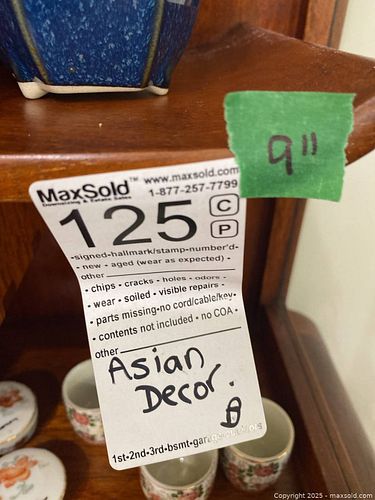 9"
MaxSold™ www.maxsold.com
Downsizing & Estate Sales 1-877-257-7799
125 C
P
-signed-hallmark/stamp-number'd-
- new - aged (wear as expected) -
other
• chips - cracks - holes - odors -
• wear - soiled - visible repairs -
• parts missing-no cord/cable/key-
• contents not included - no COA •
other
Asian
Decor.
1st-2nd-3rd-bsmt-gar
Copyright 2025 - maxsold.com